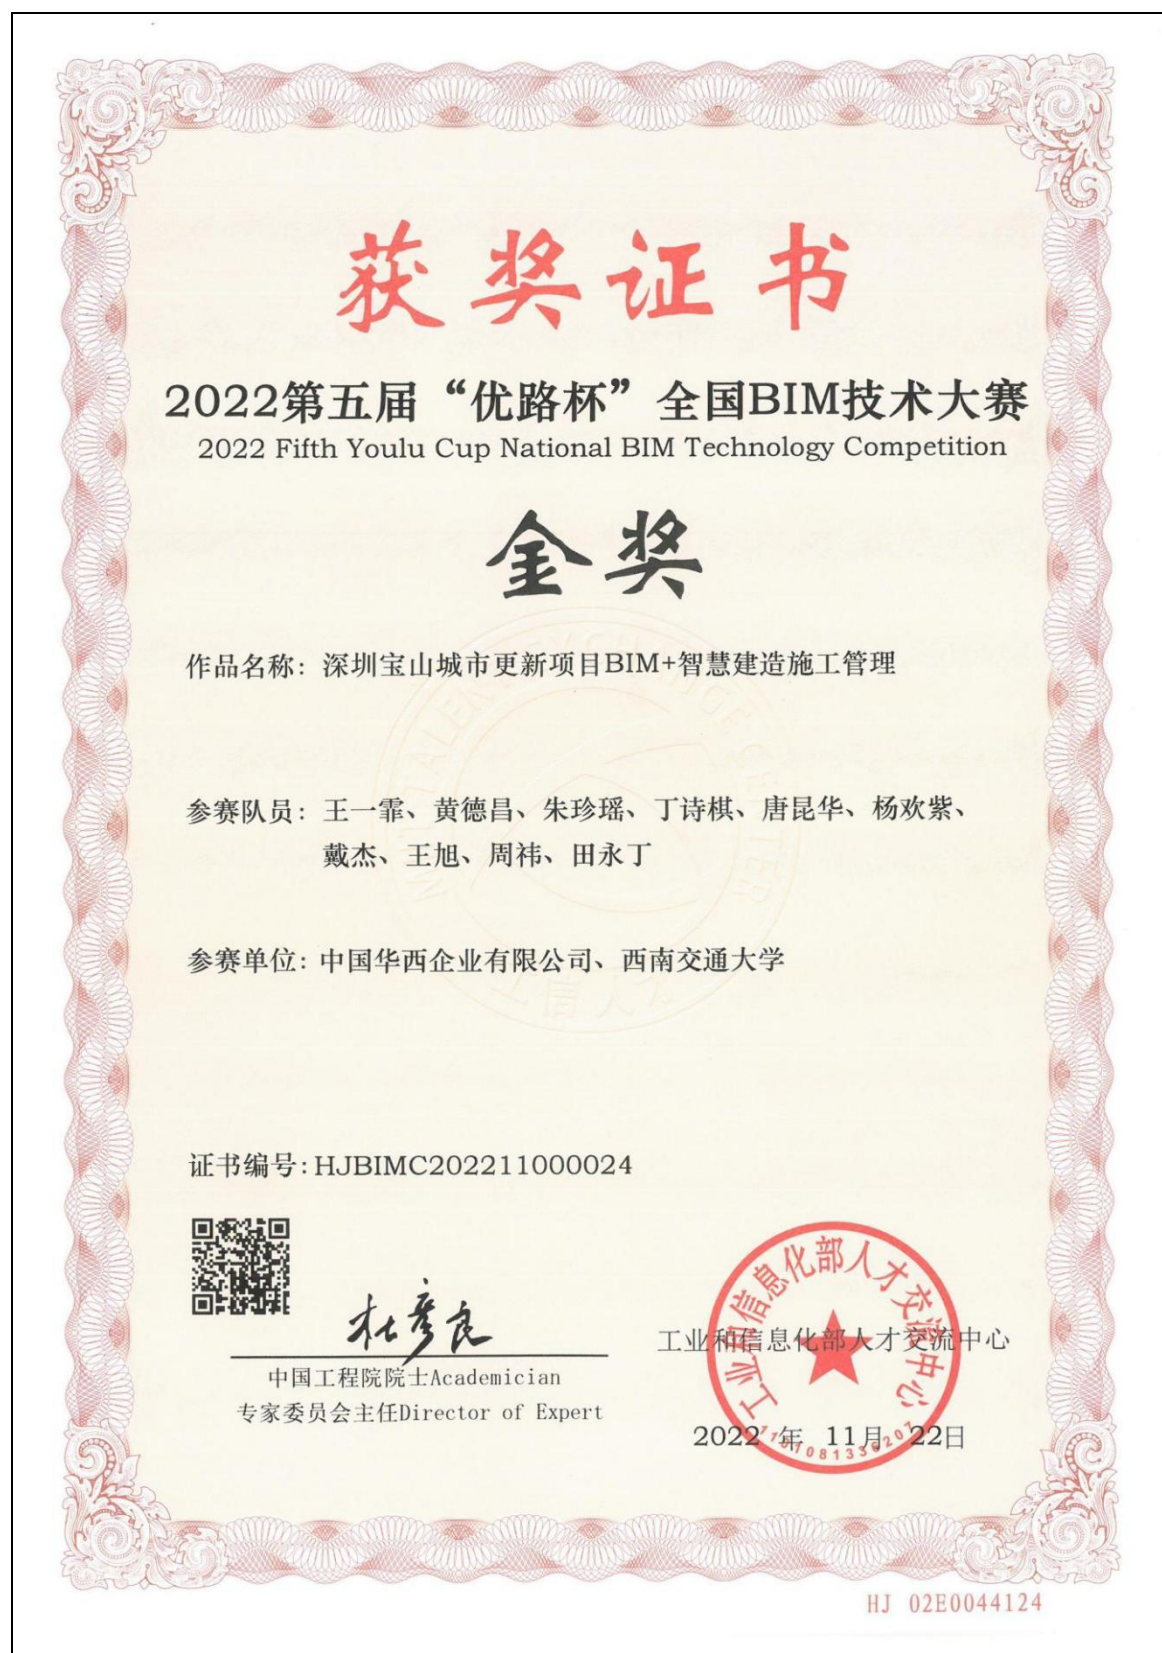 获奖证书
2022第五届“优路杯”全国BIM技术大赛
2022 Fifth Youlu Cup National BIM Technology Competition
金奖
作品名称：深圳宝山城市更新项目BIM+智慧建造施工管理
参赛队员：王一霏、黄德昌、朱珍瑶、丁诗棋、唐昆华、杨欢紫、
戴杰、王旭、周祎、田永丁
参赛单位：中国华西企业有限公司、西南交通大学
证书编号：HJBIMC202211000024
杜彦良
中国工程院院士Academician
专家委员会主任Director of Expert
工业和信息化部人才交流中心
工业和信息化部人才交流中心
2022 年 11月 22日
HJ 02E0044124